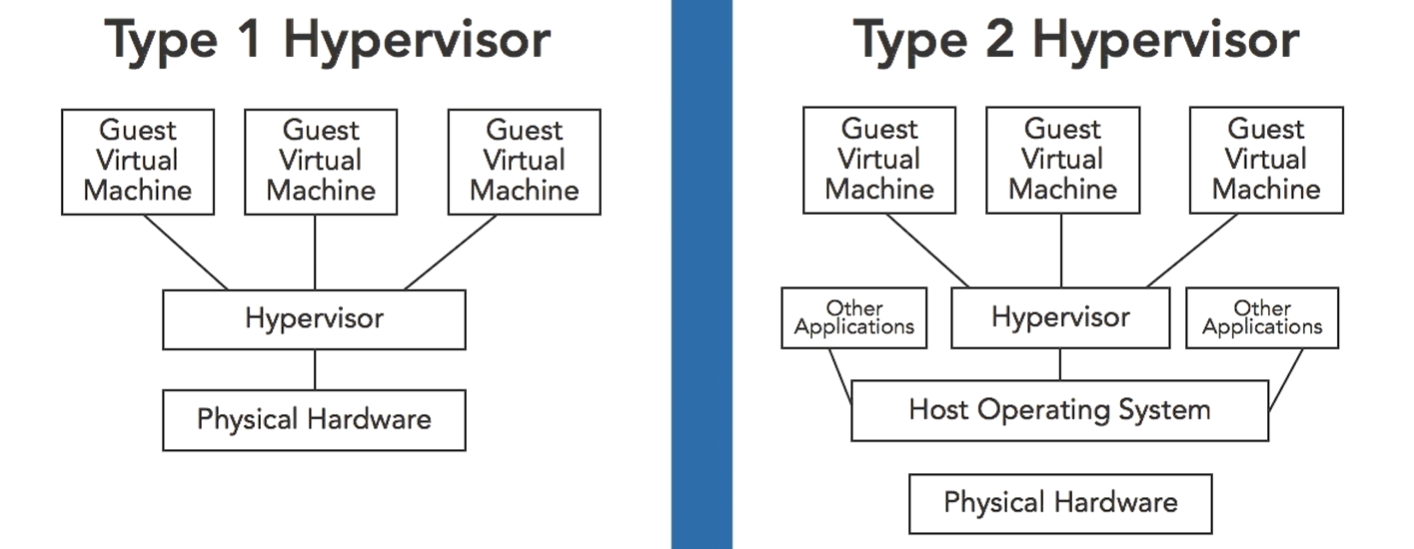 Type 1 Hypervisor
Guest
Virtual
Machine
Guest
Virtual
Machine
Guest
Virtual
Machine
Hypervisor
Physical Hardware
Type 2 Hypervisor
Guest
Virtual
Machine
Guest
Virtual
Machine
Guest
Virtual
Machine
Other
Applications
Hypervisor
Other
Applications
Host Operating System
Physical Hardware